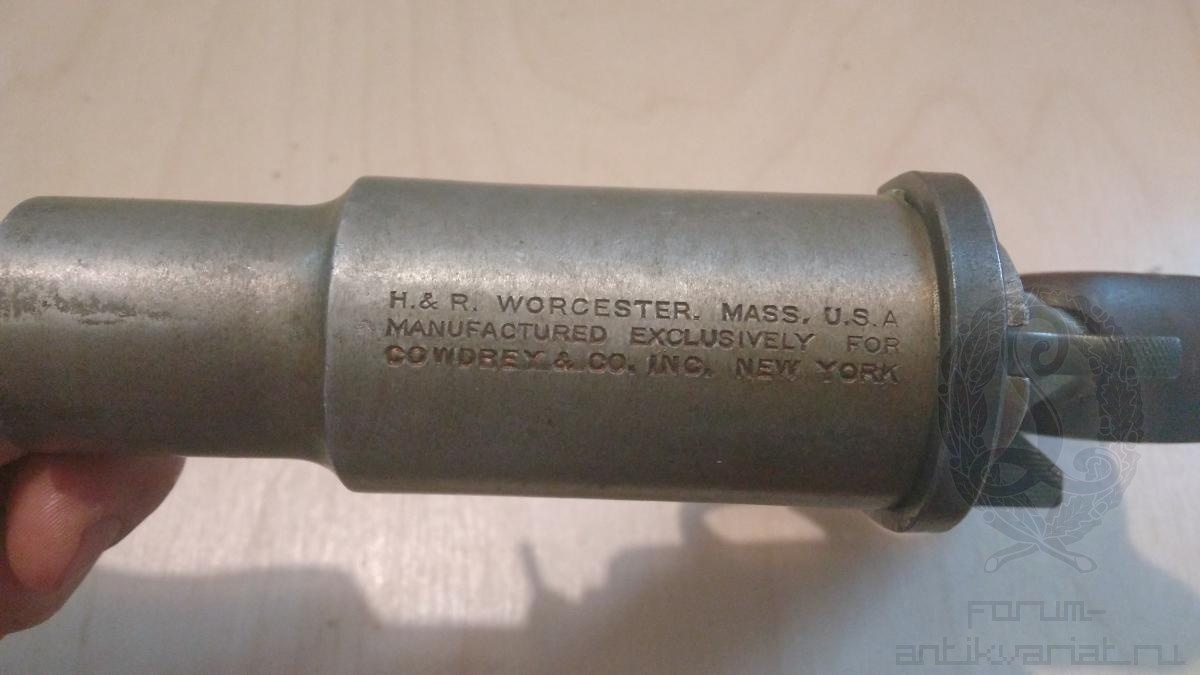 H. & R. WORCESTER. MASS. U.S.A
MANUFACTURED EXCLUSIVELY FOR
COWDREY & CO. INC. NEW YORK
forum-
antikvariat.ru